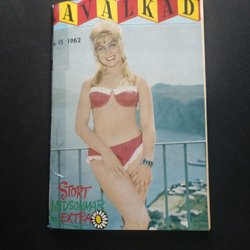 KAVALKAD
Nr 15 1962
STORT
MIDSOMMAR
EXTRA